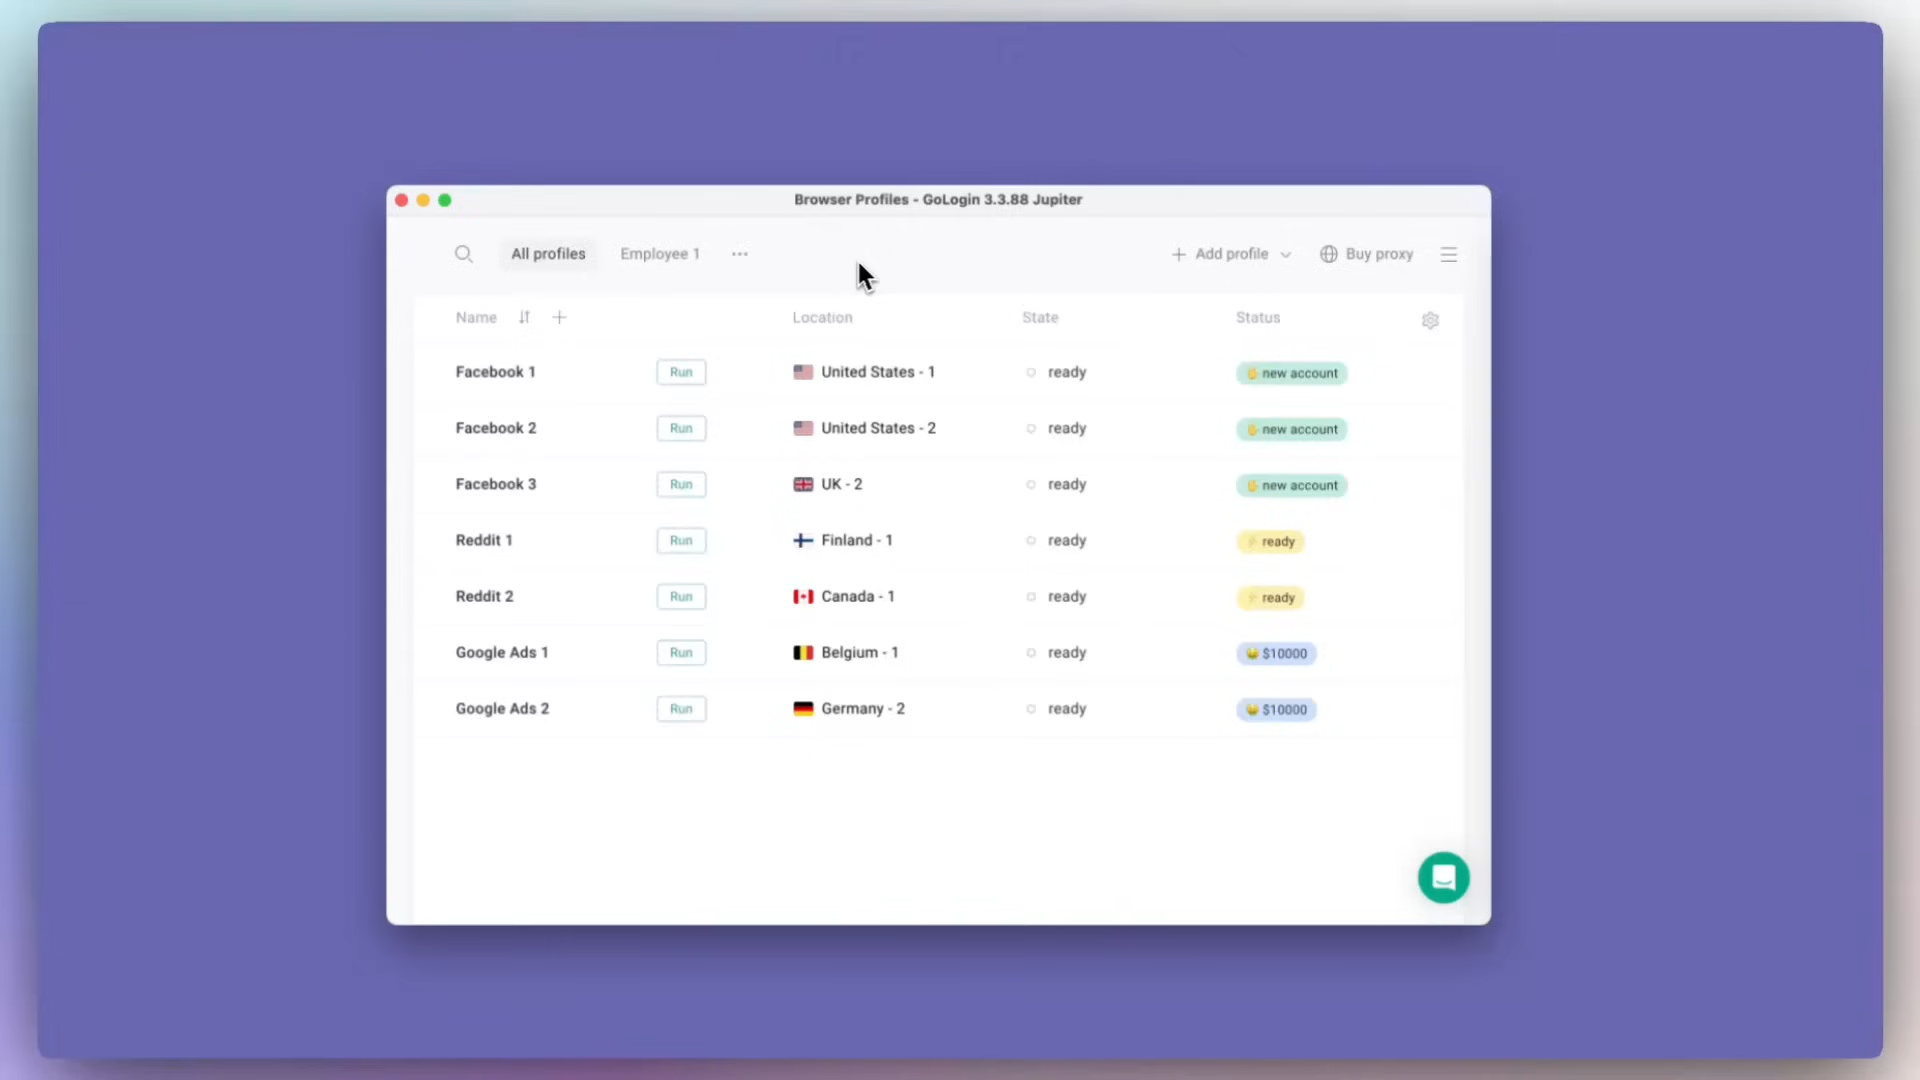 Browser Profiles - GoLogin 3.3.88 Jupiter
All profiles Employee 1 ••• + Add profile Buy proxy
Name + Location State Status
Facebook 1 Run United States - 1 ready new account
Facebook 2 Run United States - 2 ready new account
Facebook 3 Run UK - 2 ready new account
Reddit 1 Run Finland - 1 ready ready
Reddit 2 Run Canada - 1 ready ready
Google Ads 1 Run Belgium - 1 ready $10000
Google Ads 2 Run Germany - 2 ready $10000